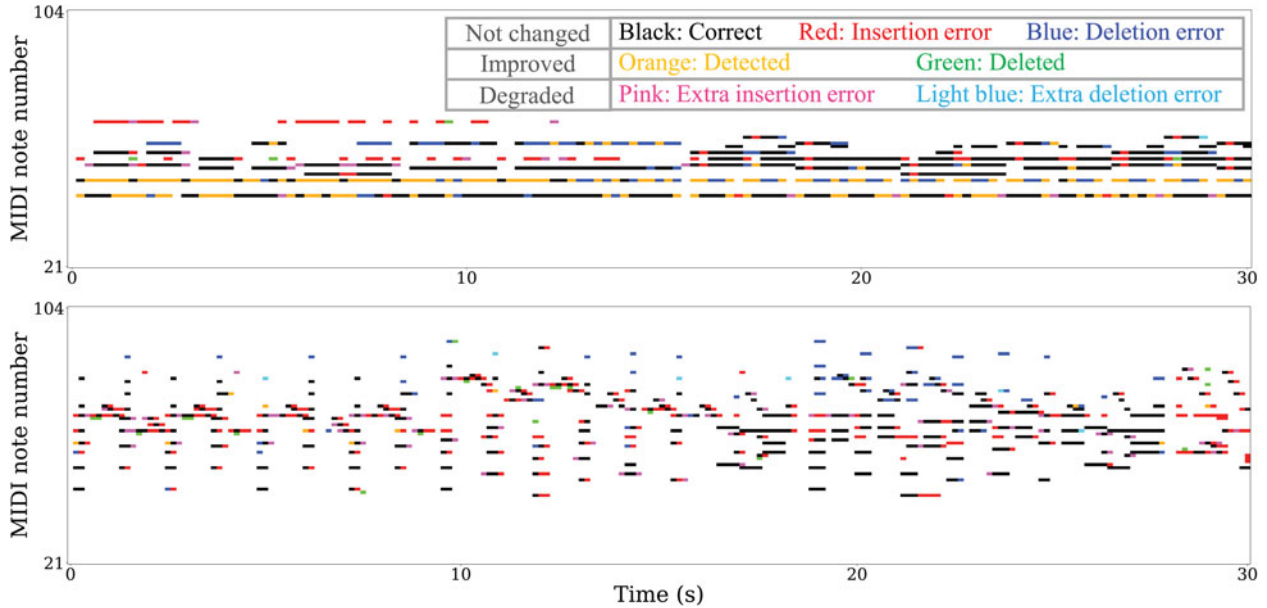 104
Not changed Black: Correct Red: Insertion error Blue: Deletion error
Improved Orange: Detected Green: Deleted
Degraded Pink: Extra insertion error Light blue: Extra deletion error
MIDI note number
21
0 10 20 30
104
MIDI note number
21
0 10 20 30
Time (s)